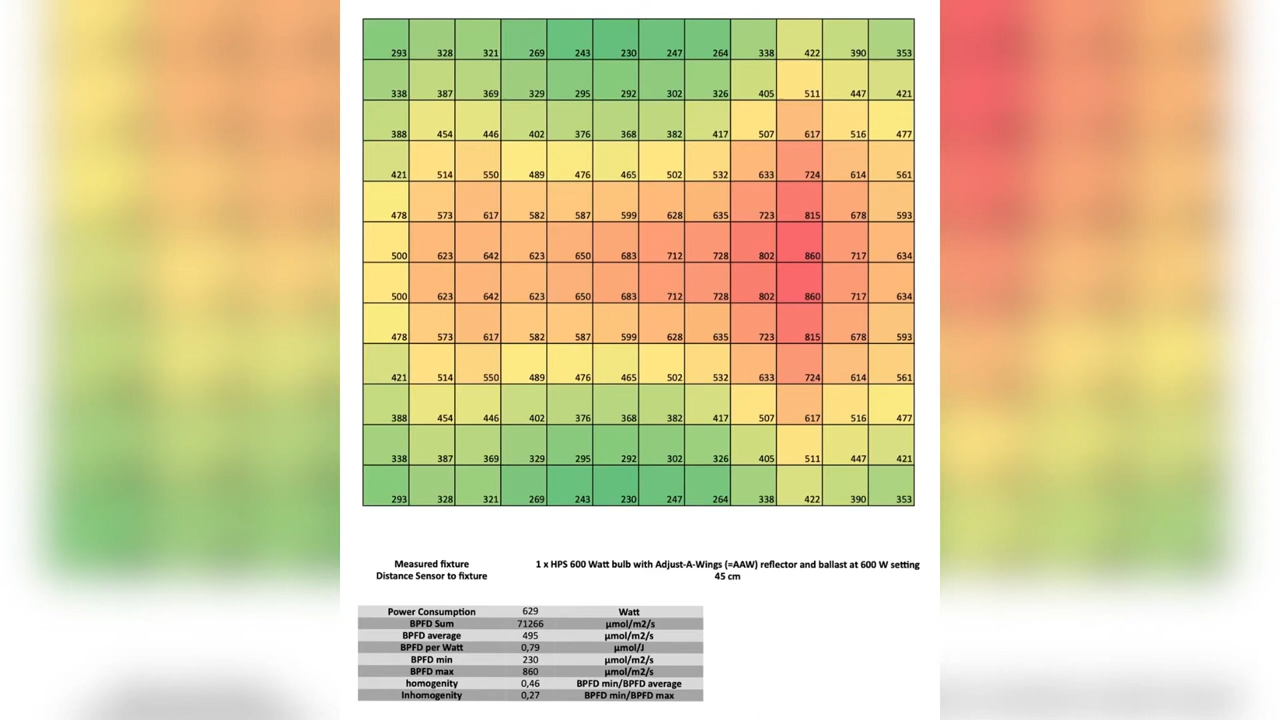 293 328 321 269 243 230 247 264 338 422 390 353
338 387 369 329 295 292 302 326 405 511 447 421
388 454 446 402 376 368 382 417 507 617 516 477
421 514 550 489 476 465 502 532 633 724 614 561
478 573 617 582 587 599 628 635 723 815 678 593
500 623 642 623 650 683 712 728 802 860 717 634
500 623 642 623 650 683 712 728 802 860 717 634
478 573 617 582 587 599 628 635 723 815 678 593
421 514 550 489 476 465 502 532 633 724 614 561
388 454 446 402 376 368 382 417 507 617 516 477
338 387 369 329 295 292 302 326 405 511 447 421
293 328 321 269 243 230 247 264 338 422 390 353
Measured fixture 1 x HPS 600 Watt bulb with Adjust-A-Wings (=AAW) reflector and ballast at 600 W setting
Distance Sensor to fixture 45 cm
Power Consumption 629 Watt
BPFD Sum 71266 µmol/m2/s
BPFD average 495 µmol/m2/s
BPFD per Watt 0,79 µmol/J
BPFD min 230 µmol/m2/s
BPFD max 860 µmol/m2/s
homogenity 0,46 BPFD min/BPFD average
Inhomogenity 0,27 BPFD min/BPFD max